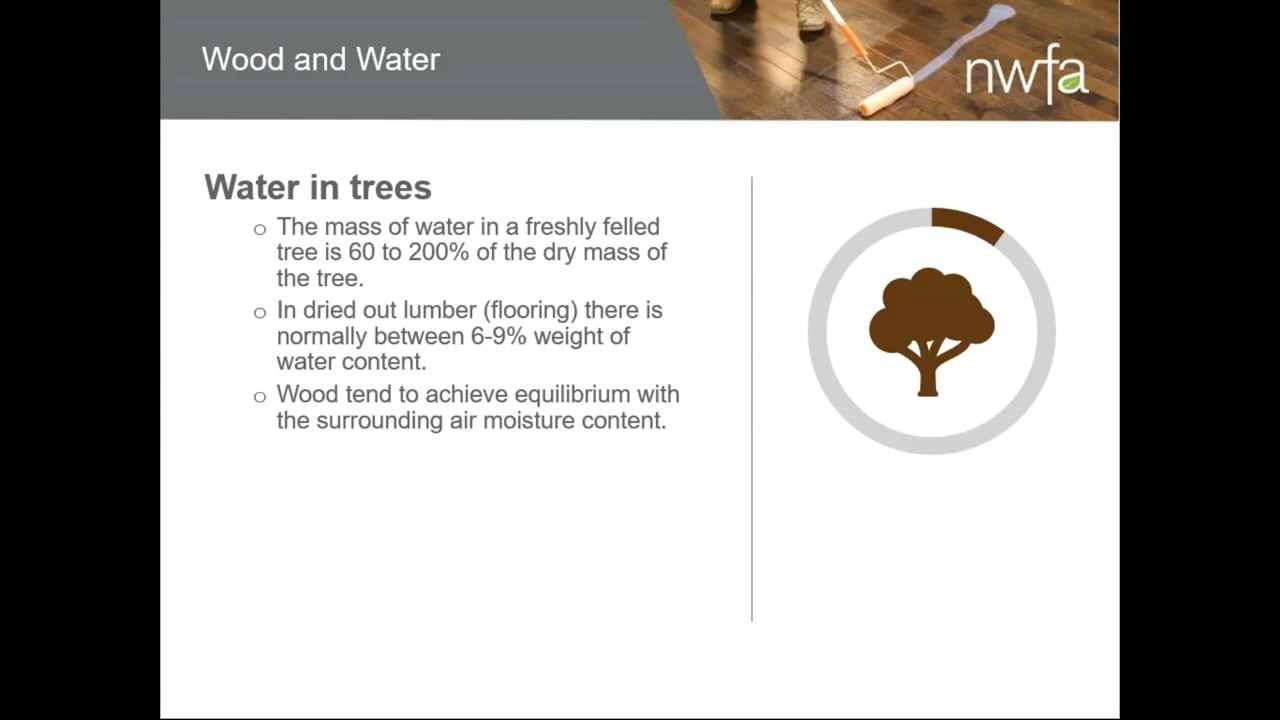 Wood and Water
nwfa
Water in trees
○ The mass of water in a freshly felled
tree is 60 to 200% of the dry mass of
the tree.
○ In dried out lumber (flooring) there is
normally between 6-9% weight of
water content.
○ Wood tend to achieve equilibrium with
the surrounding air moisture content.